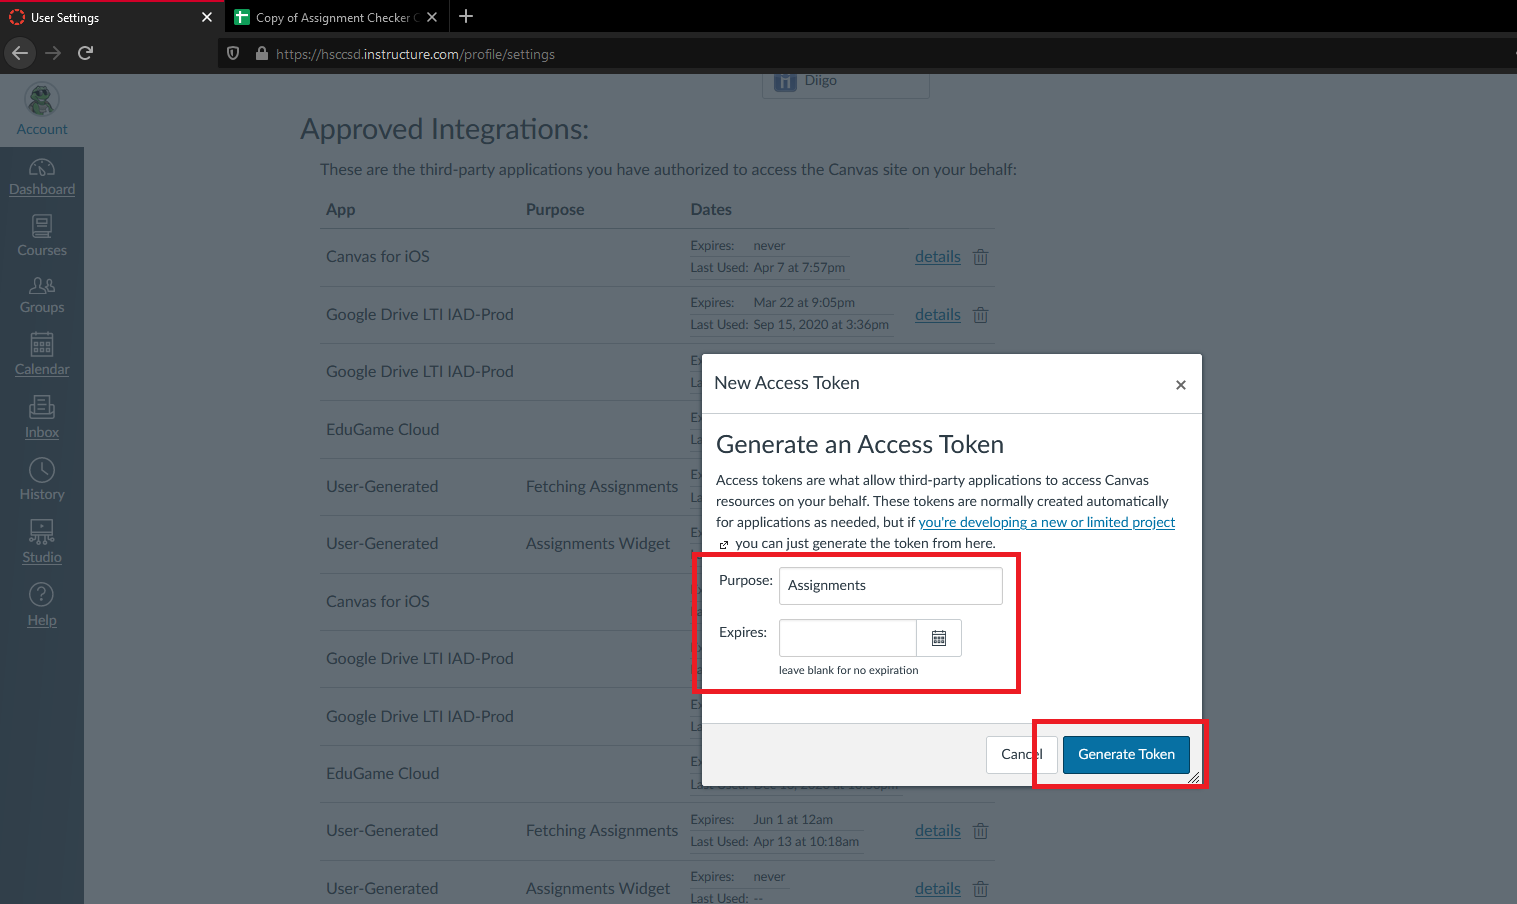 User Settings
Copy of Assignment Checker
https://hsccsd.instructure.com/profile/settings
Account
Dashboard
Courses
Groups
Calendar
Inbox
History
Studio
Help
Diigo
Approved Integrations:
These are the third-party applications you have authorized to access the Canvas site on your behalf:
App Purpose Dates
Canvas for iOS Expires: never details
Last Used: Apr 7 at 7:57pm
Google Drive LTI IAD-Prod Expires: Mar 22 at 9:05pm details
Last Used: Sep 15, 2020 at 3:36pm
Google Drive LTI IAD-Prod
EduGame Cloud
User-Generated Fetching Assignments
User-Generated Assignments Widget
Canvas for iOS
Google Drive LTI IAD-Prod
Google Drive LTI IAD-Prod
EduGame Cloud
User-Generated Fetching Assignments Expires: Jun 1 at 12am details
Last Used: Apr 13 at 10:18am
User-Generated Assignments Widget Expires: never details
Last Used: --
New Access Token
Generate an Access Token
Access tokens are what allow third-party applications to access Canvas
resources on your behalf. These tokens are normally created automatically
for applications as needed, but if you're developing a new or limited project
you can just generate the token from here.
Purpose: Assignments
Expires:
leave blank for no expiration
Cancel Generate Token